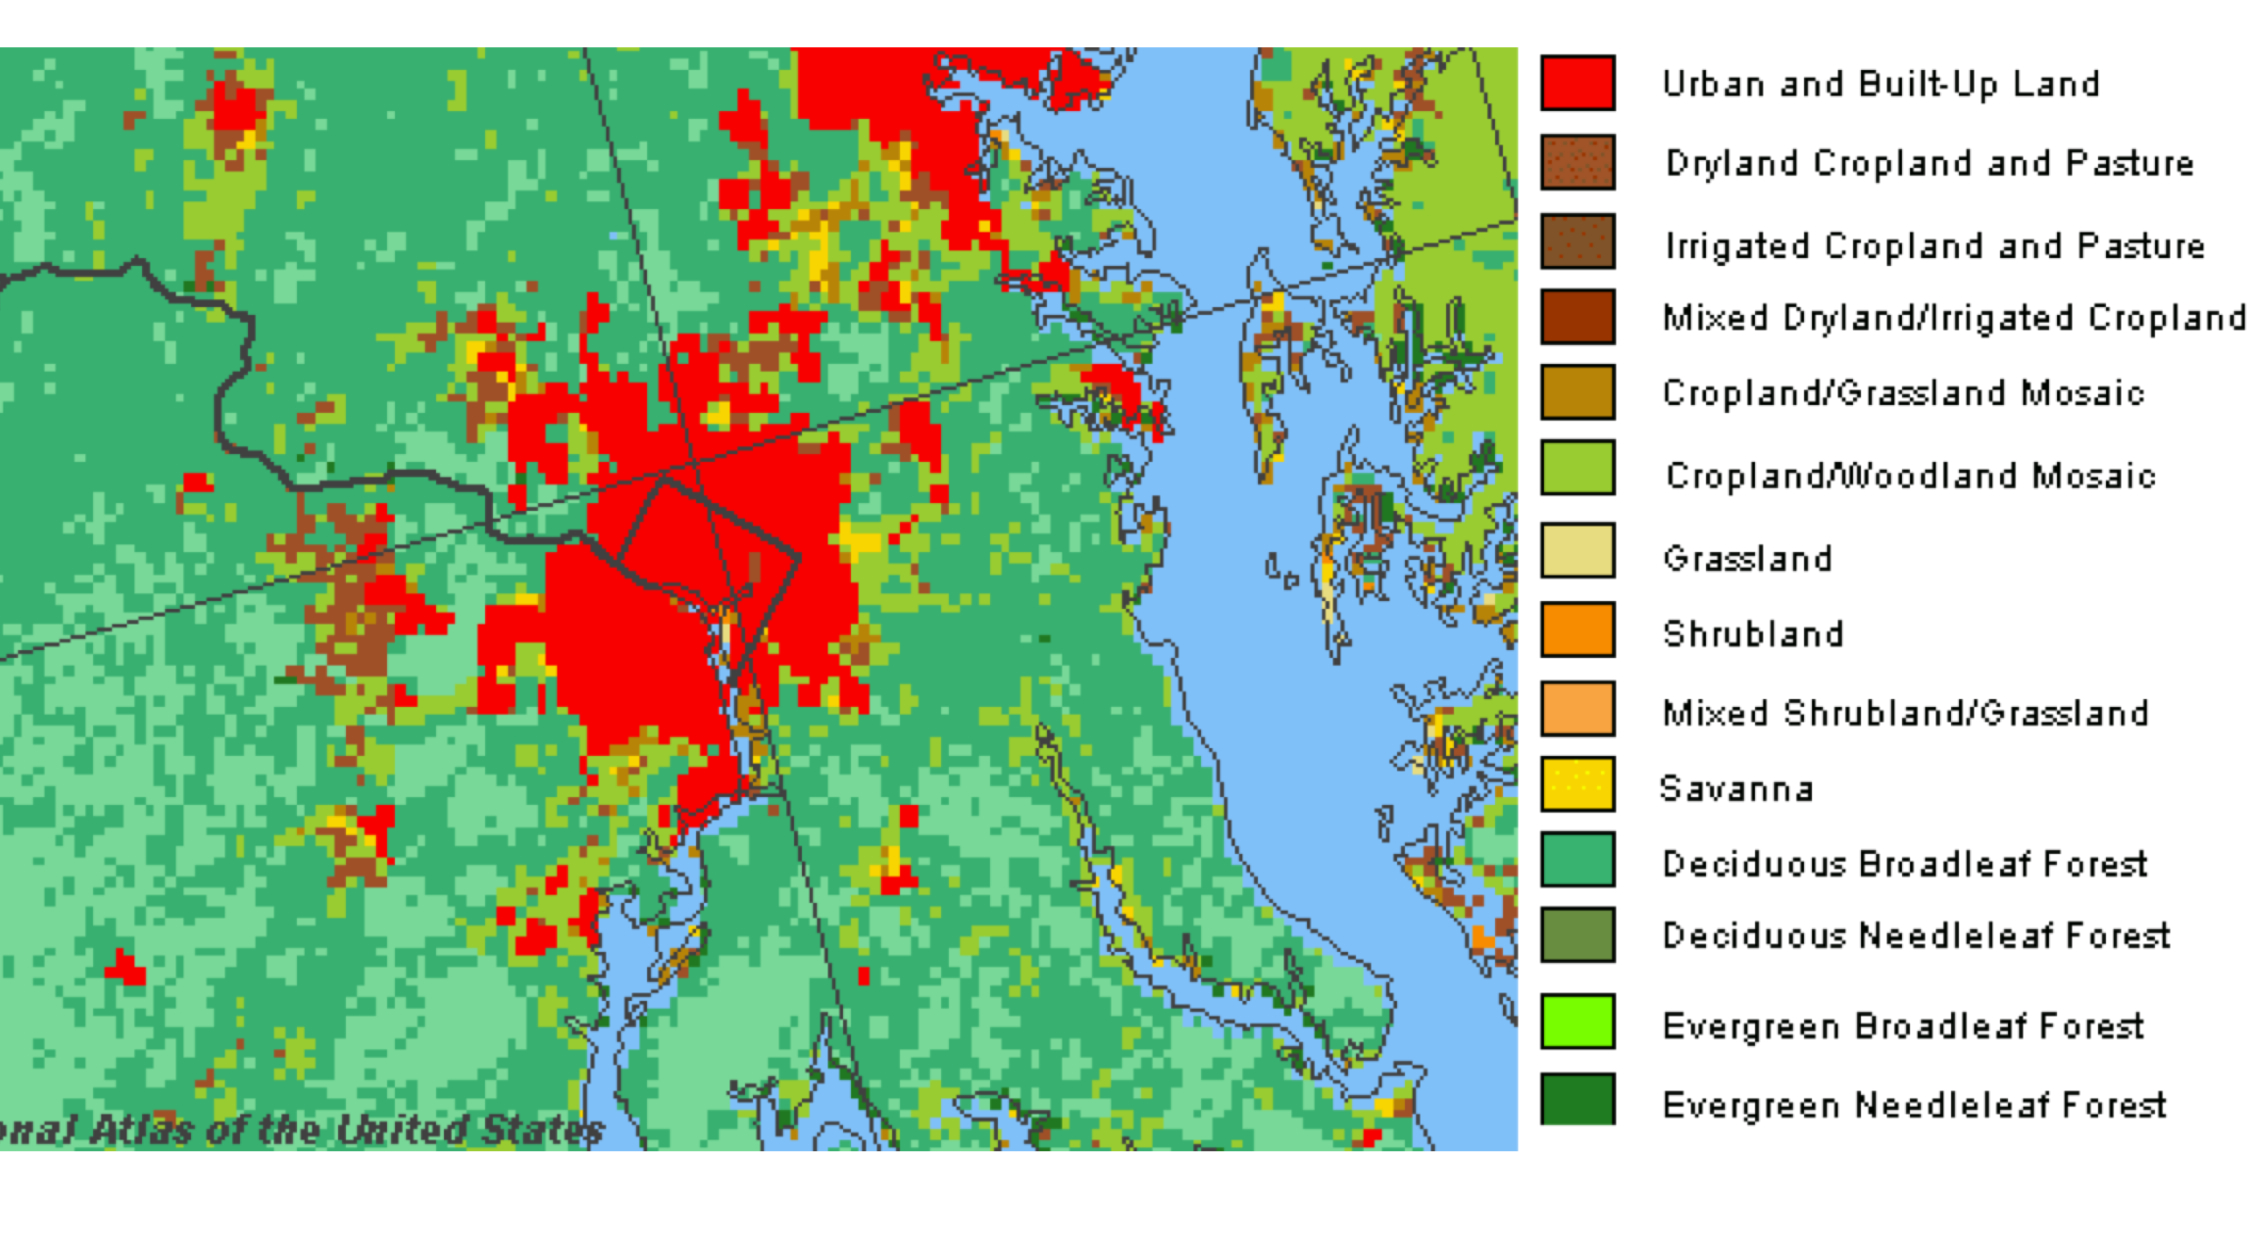 Urban and Built-Up Land
Dryland Cropland and Pasture
Irrigated Cropland and Pasture
Mixed Dryland/Irrigated Cropland
Cropland/Grassland Mosaic
Cropland/Woodland Mosaic
Grassland
Shrubland
Mixed Shrubland/Grassland
Savanna
Deciduous Broadleaf Forest
Deciduous Needleleaf Forest
Evergreen Broadleaf Forest
Evergreen Needleleaf Forest
onal Atlas of the United States